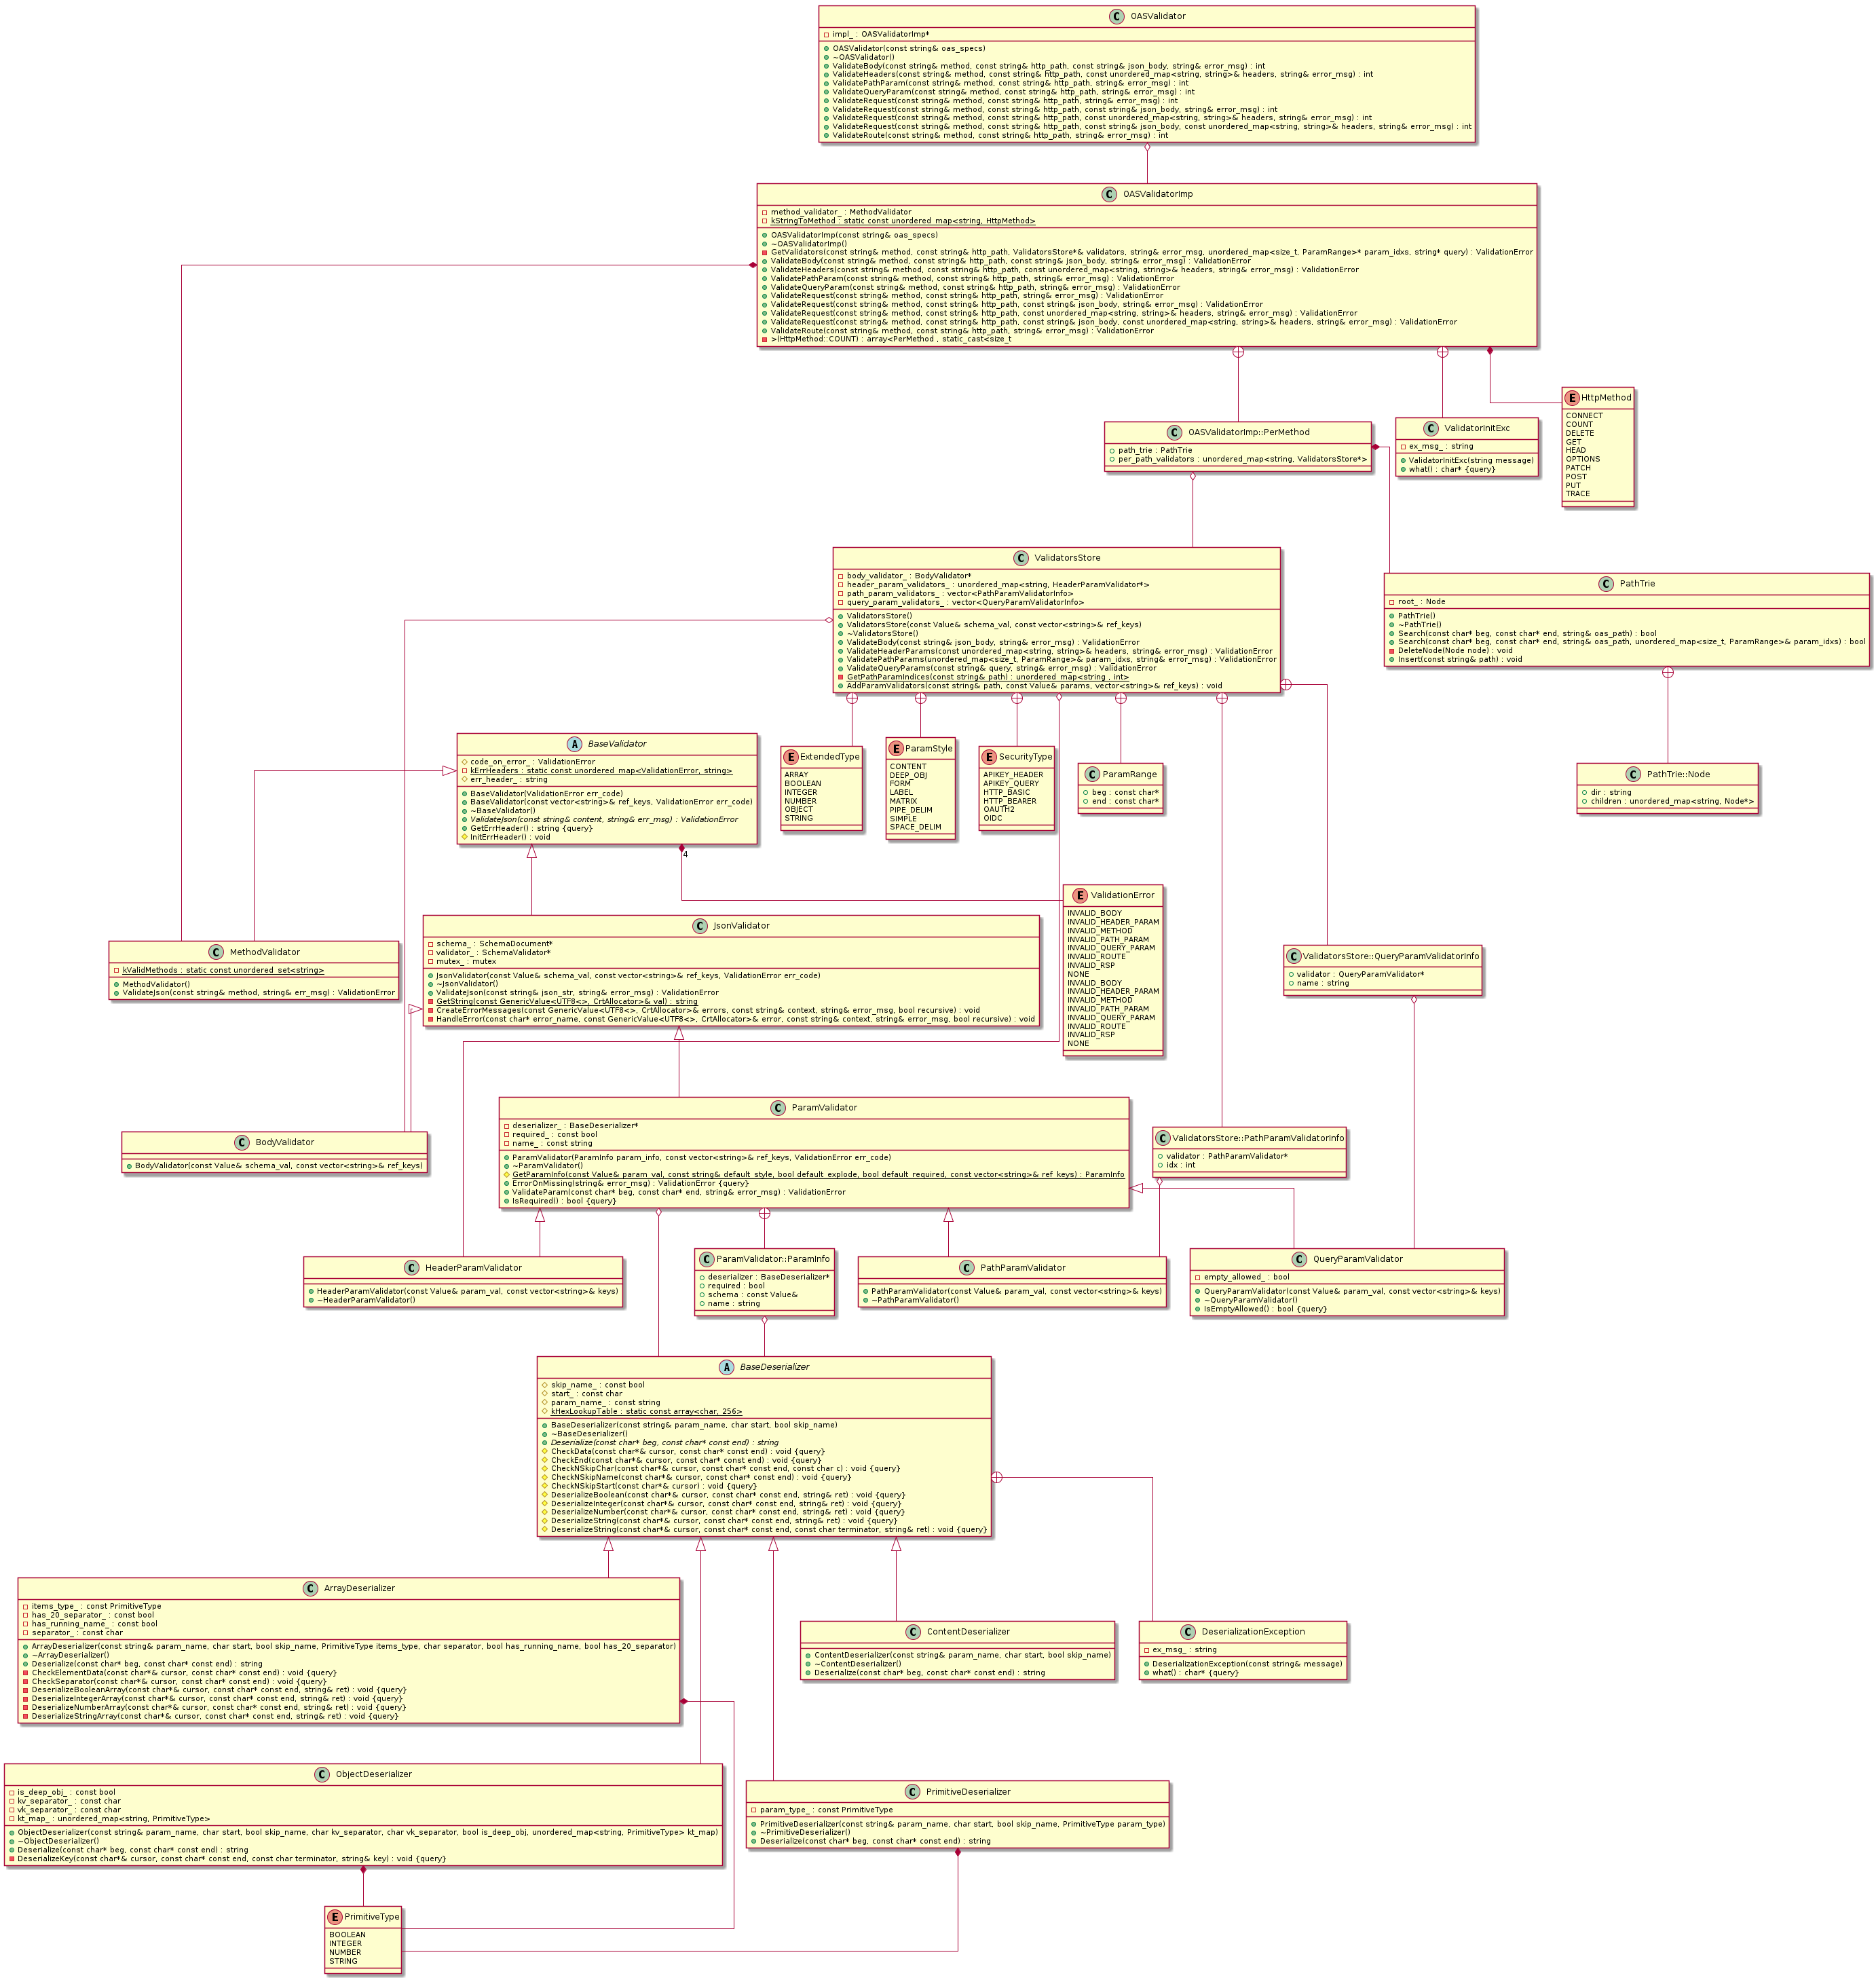 C OASValidator
impl_ : OASValidatorImp*
OASValidator(const string& oas_specs)
~OASValidator()
ValidateBody(const string& method, const string& http_path, const string& json_body, string& error_msg) : int
ValidateHeaders(const string& method, const string& http_path, const unordered_map<string, string>& headers, string& error_msg) : int
ValidatePathParam(const string& method, const string& http_path, string& error_msg) : int
ValidateQueryParam(const string& method, const string& http_path, string& error_msg) : int
ValidateRequest(const string& method, const string& http_path, string& error_msg) : int
ValidateRequest(const string& method, const string& http_path, const string& json_body, string& error_msg) : int
ValidateRequest(const string& method, const string& http_path, const unordered_map<string, string>& headers, string& error_msg) : int
ValidateRequest(const string& method, const string& http_path, const string& json_body, const unordered_map<string, string>& headers, string& error_msg) : int
ValidateRoute(const string& method, const string& http_path, string& error_msg) : int
C OASValidatorImp
method_validator_ : MethodValidator
kStringToMethod : static const unordered_map<string, HttpMethod>
OASValidatorImp(const string& oas_specs)
~OASValidatorImp()
GetValidators(const string& method, const string& http_path, ValidatorsStore*& validators, string& error_msg, unordered_map<size_t, ParamRange>* param_idxs, string* query) : ValidationError
ValidateBody(const string& method, const string& http_path, const string& json_body, string& error_msg) : ValidationError
ValidateHeaders(const string& method, const string& http_path, const unordered_map<string, string>& headers, string& error_msg) : ValidationError
ValidatePathParam(const string& method, const string& http_path, string& error_msg) : ValidationError
ValidateQueryParam(const string& method, const string& http_path, string& error_msg) : ValidationError
ValidateRequest(const string& method, const string& http_path, string& error_msg) : ValidationError
ValidateRequest(const string& method, const string& http_path, const string& json_body, string& error_msg) : ValidationError
ValidateRequest(const string& method, const string& http_path, const unordered_map<string, string>& headers, string& error_msg) : ValidationError
ValidateRequest(const string& method, const string& http_path, const string& json_body, const unordered_map<string, string>& headers, string& error_msg) : ValidationError
ValidateRoute(const string& method, const string& http_path, string& error_msg) : ValidationError
>(HttpMethod::COUNT) : array<PerMethod , static_cast<size_t
E HttpMethod
CONNECT
COUNT
DELETE
GET
HEAD
OPTIONS
PATCH
POST
PUT
TRACE
C OASValidatorImp::PerMethod
path_trie : PathTrie
per_path_validators : unordered_map<string, ValidatorsStore*>
C ValidatorInitExc
ex_msg_ : string
ValidatorInitExc(string message)
what() : char* {query}
C ValidatorsStore
body_validator_ : BodyValidator*
header_param_validators_ : unordered_map<string, HeaderParamValidator*>
path_param_validators_ : vector<PathParamValidatorInfo>
query_param_validators_ : vector<QueryParamValidatorInfo>
ValidatorsStore()
ValidatorsStore(const Value& schema_val, const vector<string>& ref_keys)
~ValidatorsStore()
ValidateBody(const string& json_body, string& error_msg) : ValidationError
ValidateHeaderParams(const unordered_map<string, string>& headers, string& error_msg) : ValidationError
ValidatePathParams(unordered_map<size_t, ParamRange>& param_idxs, string& error_msg) : ValidationError
ValidateQueryParams(const string& query, string& error_msg) : ValidationError
GetPathParamIndices(const string& path) : unordered_map<string , int>
AddParamValidators(const string& path, const Value& params, vector<string>& ref_keys) : void
C PathTrie
root_ : Node
PathTrie()
~PathTrie()
Search(const char* beg, const char* end, string& oas_path) : bool
Search(const char* beg, const char* end, string& oas_path, unordered_map<size_t, ParamRange>& param_idxs) : bool
DeleteNode(Node node) : void
Insert(const string& path) : void
A BaseValidator
code_on_error_ : ValidationError
kErrHeaders : static const unordered_map<ValidationError, string>
err_header_ : string
BaseValidator(ValidationError err_code)
BaseValidator(const vector<string>& ref_keys, ValidationError err_code)
~BaseValidator()
ValidateJson(const string& content, string& err_msg) : ValidationError
GetErrHeader() : string {query}
InitErrHeader() : void
4
E ExtendedType
ARRAY
BOOLEAN
INTEGER
NUMBER
OBJECT
STRING
E ParamStyle
CONTENT
DEEP_OBJ
FORM
LABEL
MATRIX
PIPE_DELIM
SIMPLE
SPACE_DELIM
E SecurityType
APIKEY_HEADER
APIKEY_QUERY
HTTP_BASIC
HTTP_BEARER
OAUTH2
OIDC
C ParamRange
beg : const char*
end : const char*
C PathTrie::Node
dir : string
children : unordered_map<string, Node*>
E ValidationError
INVALID_BODY
INVALID_HEADER_PARAM
INVALID_METHOD
INVALID_PATH_PARAM
INVALID_QUERY_PARAM
INVALID_ROUTE
INVALID_RSP
NONE
INVALID_BODY
INVALID_HEADER_PARAM
INVALID_METHOD
INVALID_PATH_PARAM
INVALID_QUERY_PARAM
INVALID_ROUTE
INVALID_RSP
NONE
C MethodValidator
kValidMethods : static const unordered_set<string>
MethodValidator()
ValidateJson(const string& method, string& err_msg) : ValidationError
C JsonValidator
schema_ : SchemaDocument*
validator_ : SchemaValidator*
mutex_ : mutex
JsonValidator(const Value& schema_val, const vector<string>& ref_keys, ValidationError err_code)
~JsonValidator()
ValidateJson(const string& json_str, string& error_msg) : ValidationError
GetString(const GenericValue<UTF8<>, CrtAllocator>& val) : string
CreateErrorMessages(const GenericValue<UTF8<>, CrtAllocator>& errors, const string& context, string& error_msg, bool recursive) : void
HandleError(const char* error_name, const GenericValue<UTF8<>, CrtAllocator>& error, const string& context, string& error_msg, bool recursive) : void
C ValidatorsStore::QueryParamValidatorInfo
validator : QueryParamValidator*
name : string
C BodyValidator
BodyValidator(const Value& schema_val, const vector<string>& ref_keys)
C ParamValidator
deserializer_ : BaseDeserializer*
required_ : const bool
name_ : const string
ParamValidator(ParamInfo param_info, const vector<string>& ref_keys, ValidationError err_code)
~ParamValidator()
GetParamInfo(const Value& param_val, const string& default_style, bool default_explode, bool default_required, const vector<string>& ref_keys) : ParamInfo
ErrorOnMissing(string& error_msg) : ValidationError {query}
ValidateParam(const char* beg, const char* end, string& error_msg) : ValidationError
IsRequired() : bool {query}
C ValidatorsStore::PathParamValidatorInfo
validator : PathParamValidator*
idx : int
C HeaderParamValidator
HeaderParamValidator(const Value& param_val, const vector<string>& keys)
~HeaderParamValidator()
C ParamValidator::ParamInfo
deserializer : BaseDeserializer*
required : bool
schema : const Value&
name : string
C PathParamValidator
PathParamValidator(const Value& param_val, const vector<string>& keys)
~PathParamValidator()
C QueryParamValidator
empty_allowed_ : bool
QueryParamValidator(const Value& param_val, const vector<string>& keys)
~QueryParamValidator()
IsEmptyAllowed() : bool {query}
A BaseDeserializer
skip_name_ : const bool
start_ : const char
param_name_ : const string
kHexLookupTable : static const array<char, 256>
BaseDeserializer(const string& param_name, char start, bool skip_name)
~BaseDeserializer()
Deserialize(const char* beg, const char* const end) : string
CheckData(const char*& cursor, const char* const end) : void {query}
CheckEnd(const char*& cursor, const char* const end) : void {query}
CheckNSkipChar(const char*& cursor, const char* const end, const char c) : void {query}
CheckNSkipName(const char*& cursor, const char* const end) : void {query}
CheckNSkipStart(const char*& cursor) : void {query}
DeserializeBoolean(const char*& cursor, const char* const end, string& ret) : void {query}
DeserializeInteger(const char*& cursor, const char* const end, string& ret) : void {query}
DeserializeNumber(const char*& cursor, const char* const end, string& ret) : void {query}
DeserializeString(const char*& cursor, const char* const end, string& ret) : void {query}
DeserializeString(const char*& cursor, const char* const end, const char terminator, string& ret) : void {query}
C ArrayDeserializer
items_type_ : const PrimitiveType
has_20_separator_ : const bool
has_running_name_ : const bool
separator_ : const char
ArrayDeserializer(const string& param_name, char start, bool skip_name, PrimitiveType items_type, char separator, bool has_running_name, bool has_20_separator)
~ArrayDeserializer()
Deserialize(const char* beg, const char* const end) : string
CheckElementData(const char*& cursor, const char* const end) : void {query}
CheckSeparator(const char*& cursor, const char* const end) : void {query}
DeserializeBooleanArray(const char*& cursor, const char* const end, string& ret) : void {query}
DeserializeIntegerArray(const char*& cursor, const char* const end, string& ret) : void {query}
DeserializeNumberArray(const char*& cursor, const char* const end, string& ret) : void {query}
DeserializeStringArray(const char*& cursor, const char* const end, string& ret) : void {query}
C ContentDeserializer
ContentDeserializer(const string& param_name, char start, bool skip_name)
~ContentDeserializer()
Deserialize(const char* beg, const char* const end) : string
C DeserializationException
ex_msg_ : string
DeserializationException(const string& message)
what() : char* {query}
C ObjectDeserializer
is_deep_obj_ : const bool
kv_separator_ : const char
vk_separator_ : const char
kt_map_ : unordered_map<string, PrimitiveType>
ObjectDeserializer(const string& param_name, char start, bool skip_name, char kv_separator, char vk_separator, bool is_deep_obj, unordered_map<string, PrimitiveType> kt_map)
~ObjectDeserializer()
Deserialize(const char* beg, const char* const end) : string
DeserializeKey(const char*& cursor, const char* const end, const char terminator, string& key) : void {query}
C PrimitiveDeserializer
param_type_ : const PrimitiveType
PrimitiveDeserializer(const string& param_name, char start, bool skip_name, PrimitiveType param_type)
~PrimitiveDeserializer()
Deserialize(const char* beg, const char* const end) : string
E PrimitiveType
BOOLEAN
INTEGER
NUMBER
STRING